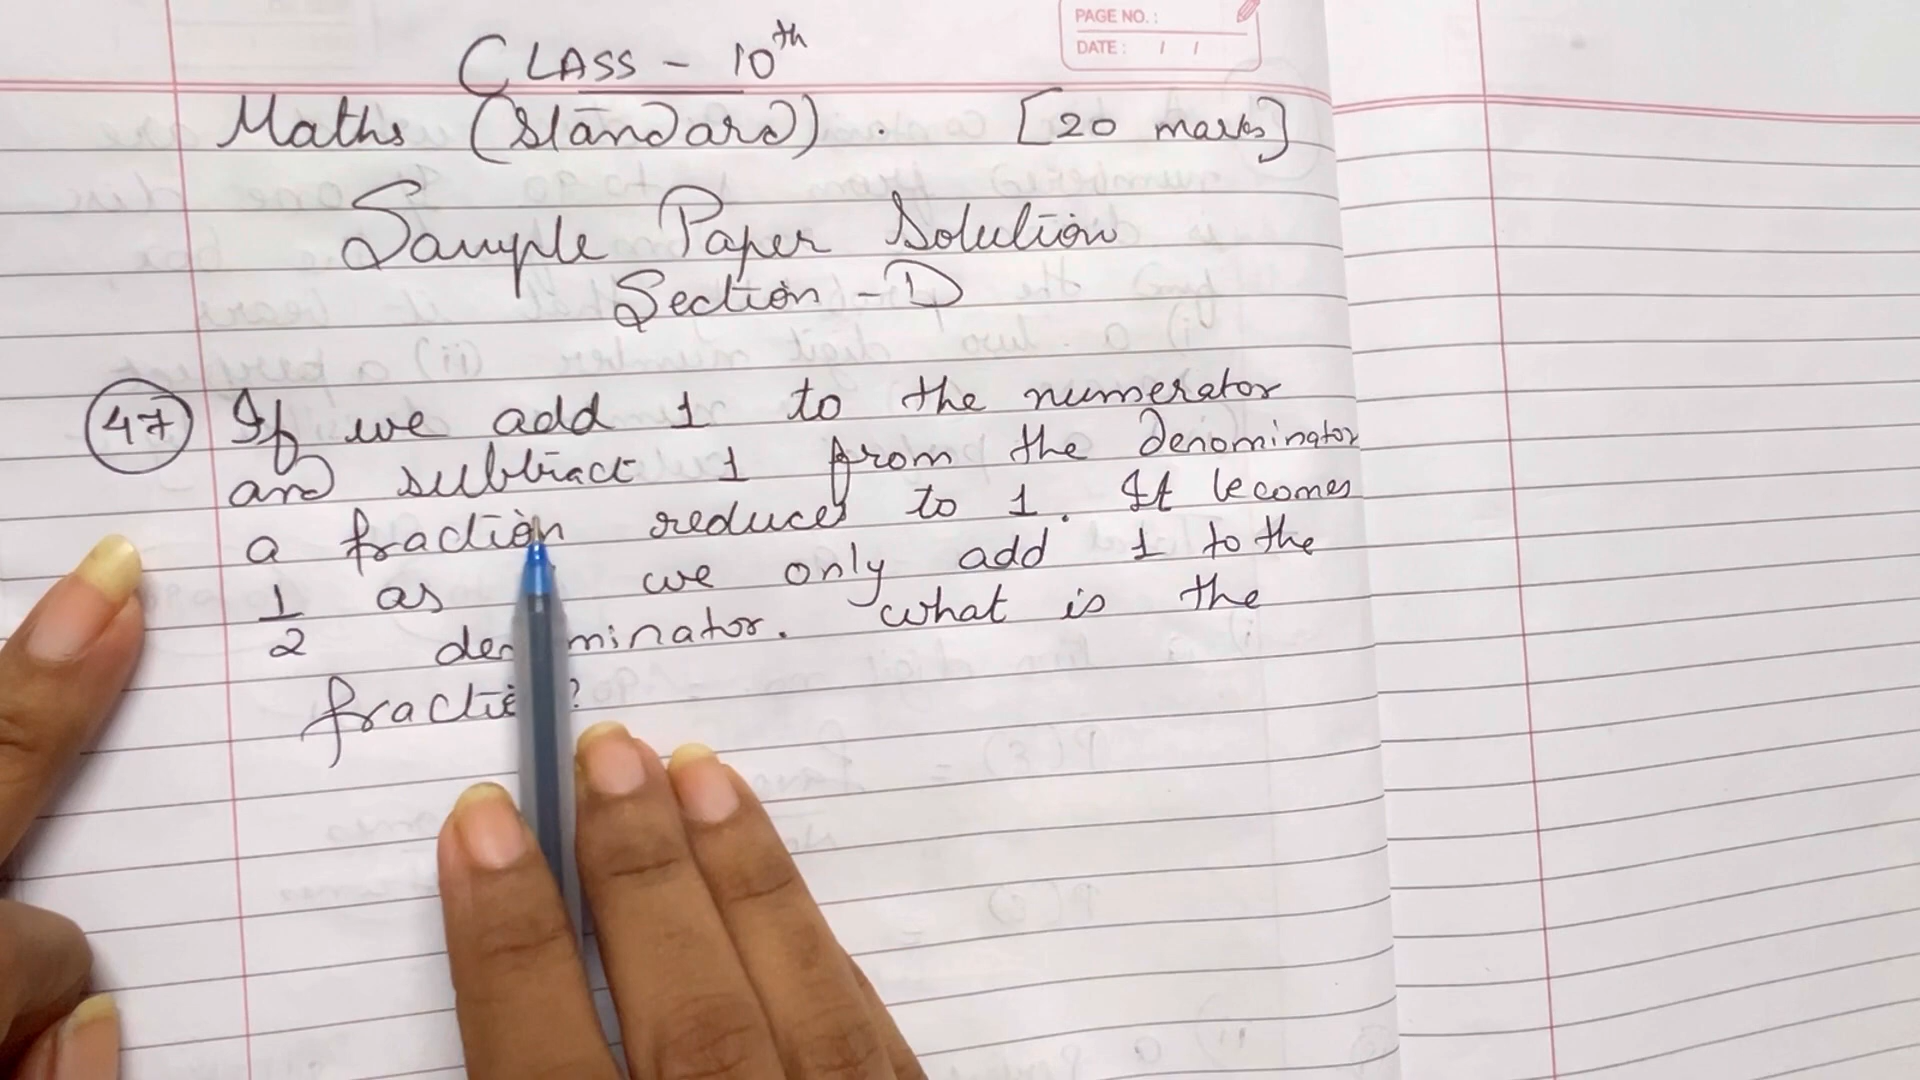 PAGE NO. :
DATE : / /
CLASS - 10th
Maths (Standard). [20 marks]
Sample Paper Solution
Section - D
47 If we add 1 to the numerator
and subtract 1 from the denominator
a fraction reduces to 1. It becomes
1/2 as we only add 1 to the
denominator. what is the
fraction?